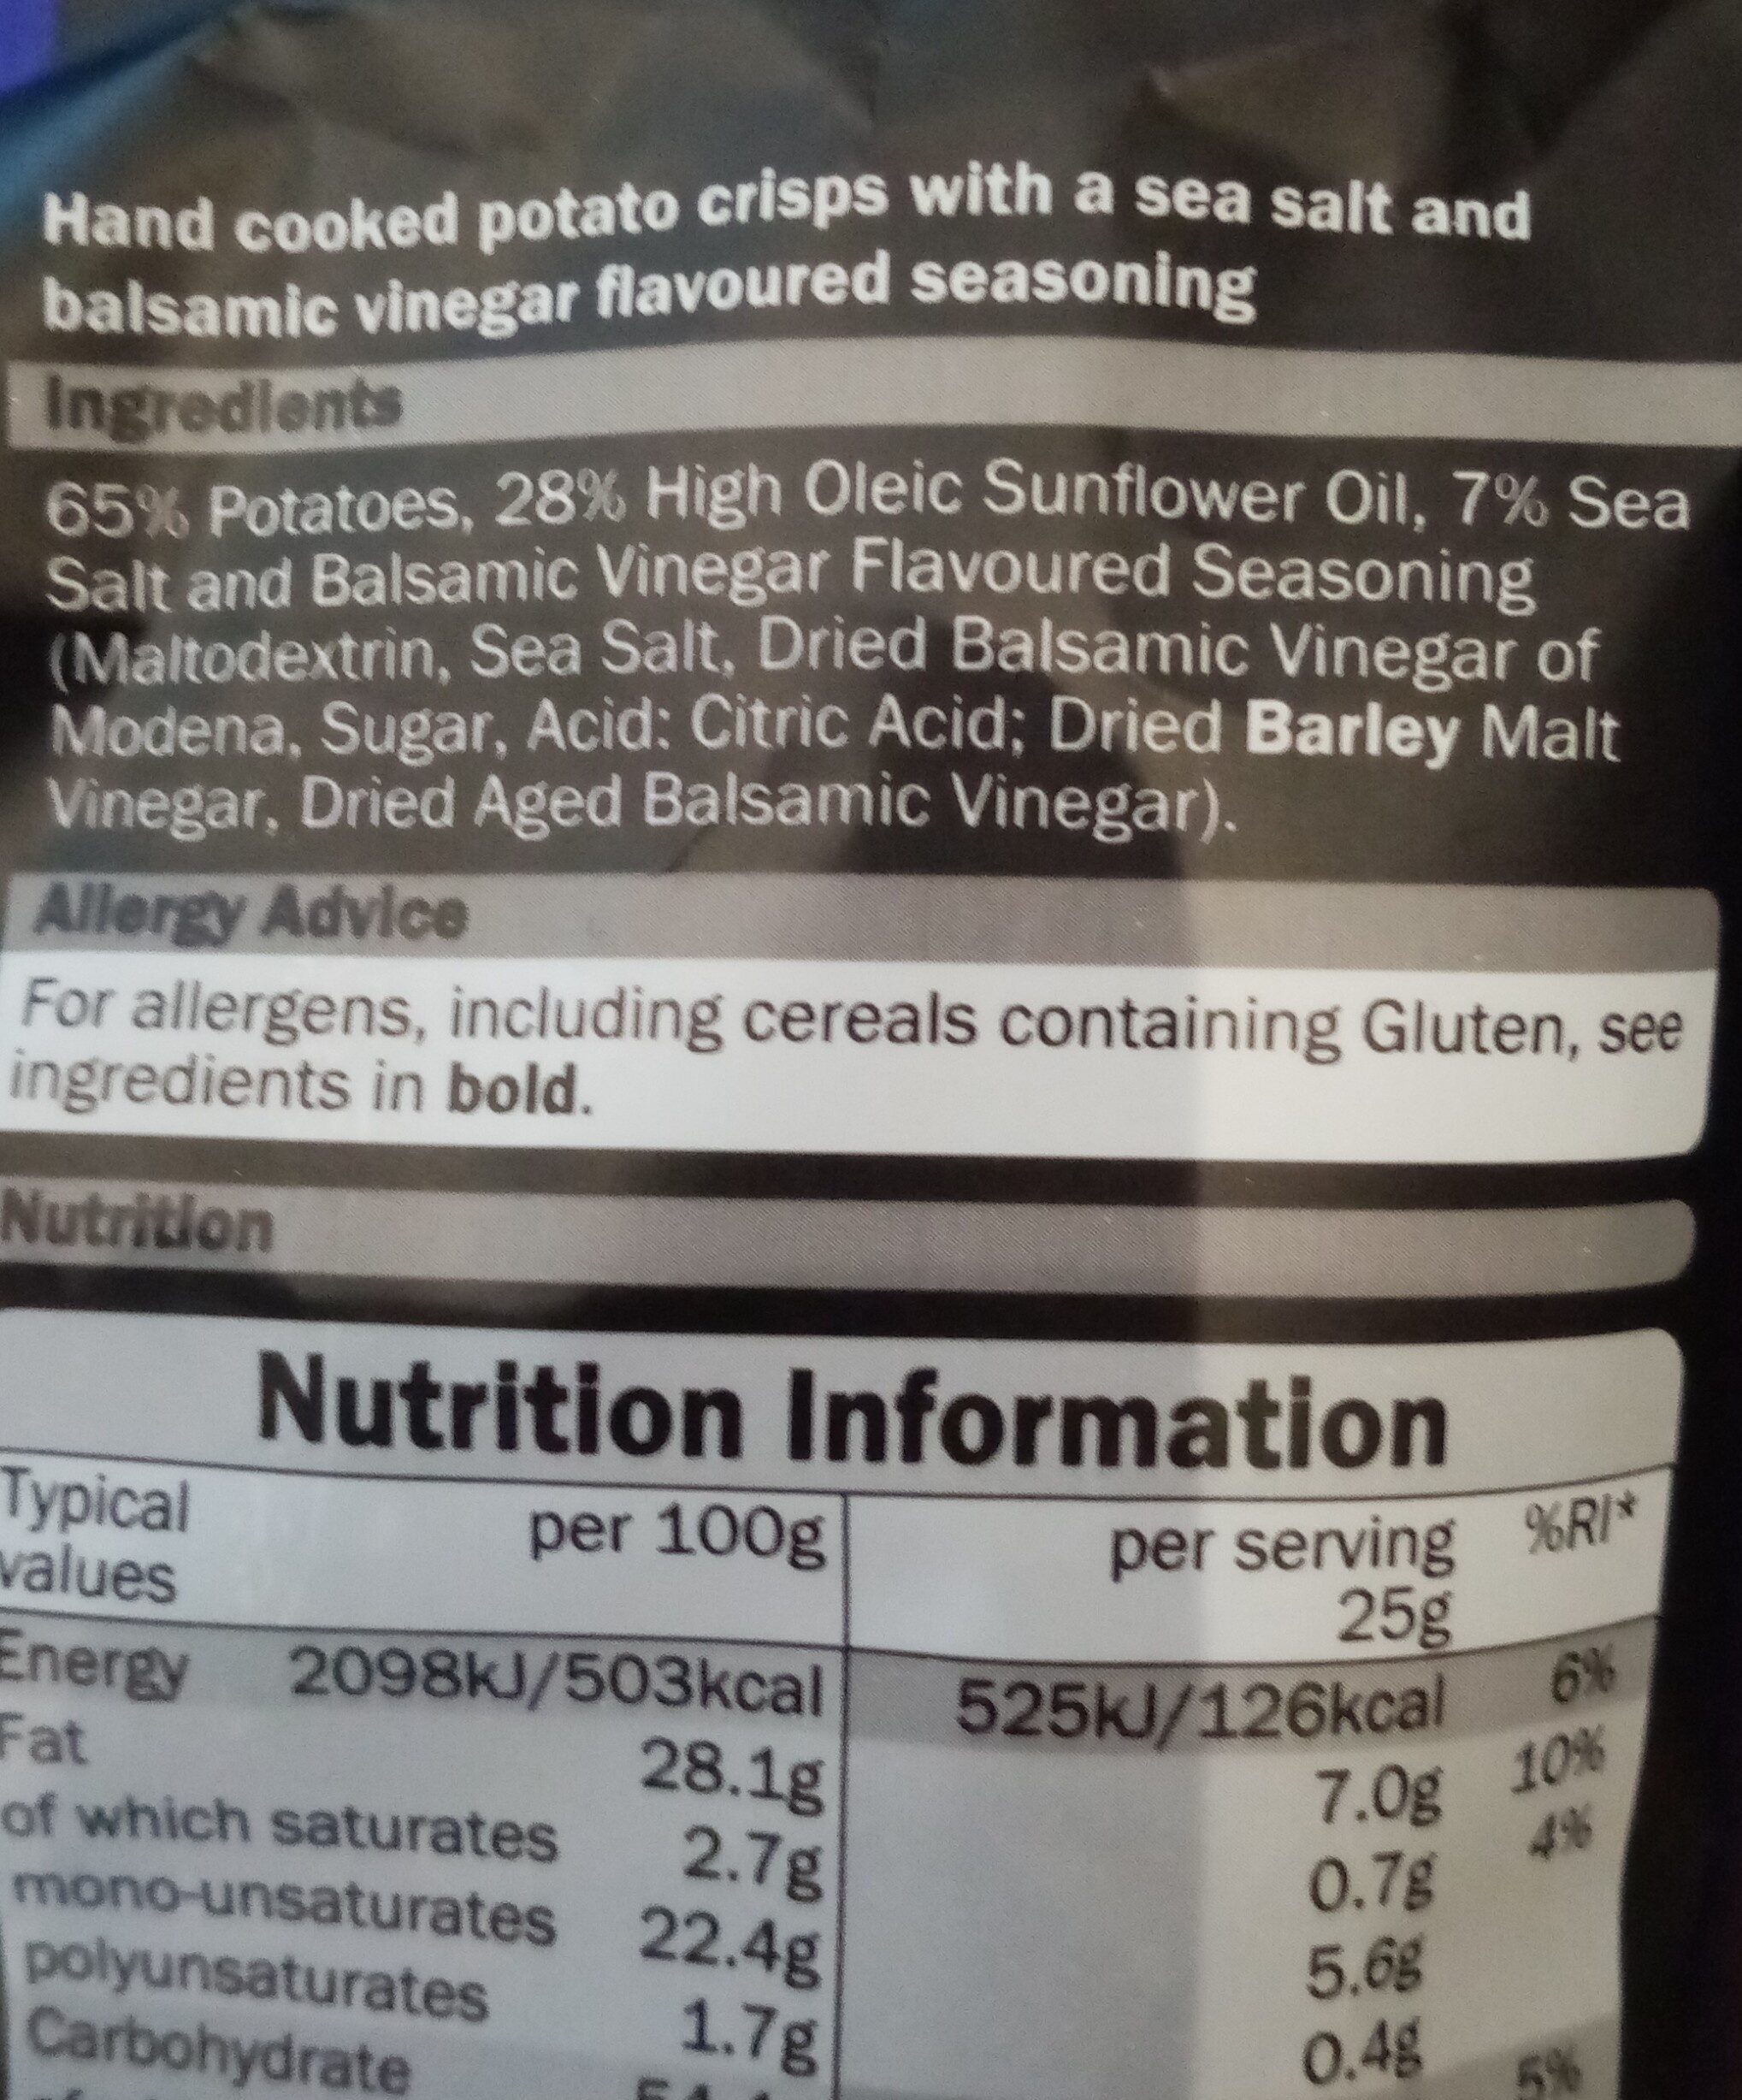 Hand cooked potato crisps with a sea salt and
balsamic vinegar flavoured seasoning
Ingredients
65% Potatoes, 28% High Oleic Sunflower Oil, 7% Sea
Salt and Balsamic Vinegar Flavoured Seasoning
(Maltodextrin, Sea Salt, Dried Balsamic Vinegar of
Modena, Sugar, Acid: Citric Acid; Dried Barley Malt
Vinegar, Dried Aged Balsamic Vinegar).
Allergy Advice
For allergens, including cereals containing Gluten, see
ingredients in bold.
Nutrition
Nutrition Information
Typical values per 100g per serving 25g %RI*
Energy 2098kJ/503kcal 525kJ/126kcal 6%
Fat 28.1g 7.0g 10%
of which saturates 2.7g 0.7g 4%
mono-unsaturates 22.4g 5.6g
polyunsaturates 1.7g 0.4g
Carbohydrate 5%